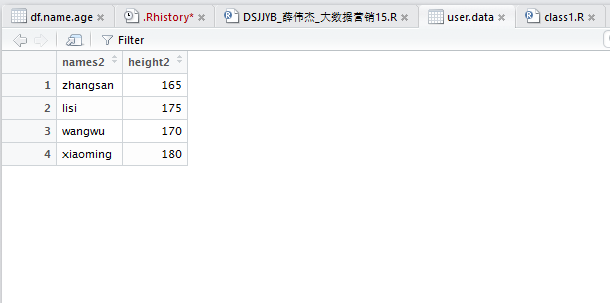 df.name.age
.Rhistory*
DSJJYB_薛伟杰_大数据营销15.R
user.data
class1.R
Filter
names2 height2
1 zhangsan 165
2 lisi 175
3 wangwu 170
4 xiaoming 180